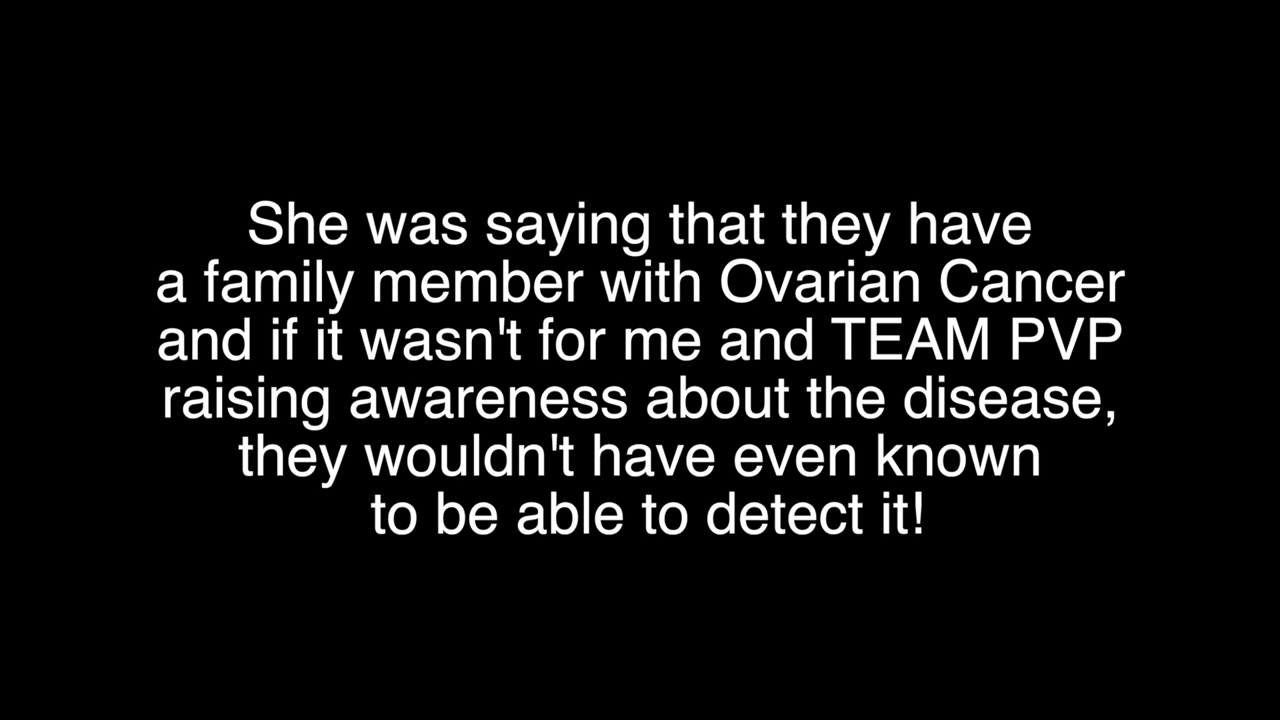 She was saying that they have
a family member with Ovarian Cancer
and if it wasn't for me and TEAM PVP
raising awareness about the disease,
they wouldn't have even known
to be able to detect it!